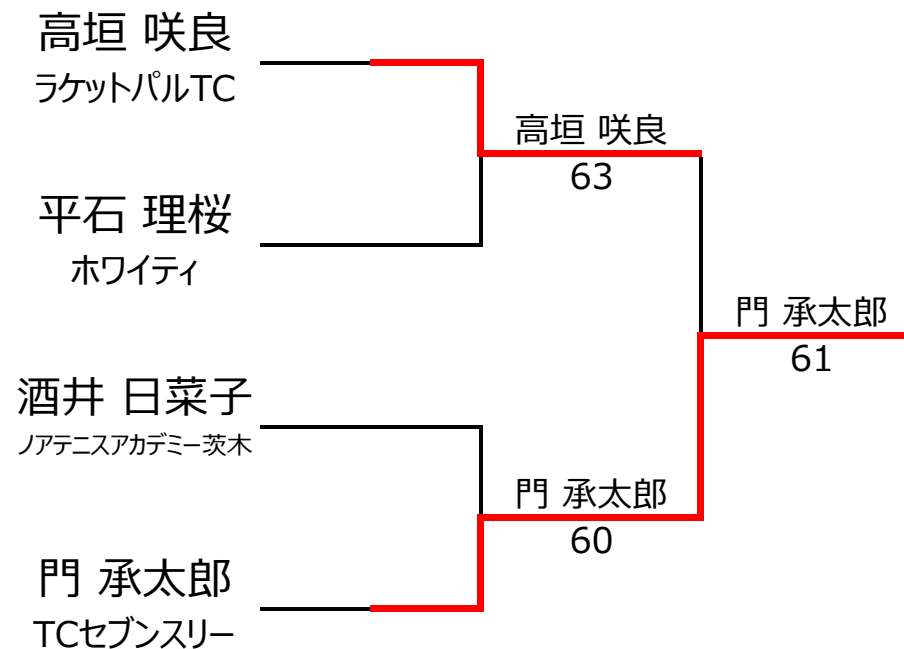 高垣 咲良
ラケットパルTC
高垣 咲良
63
平石 理桜
ホワイティ
門 承太郎
61
酒井 日菜子
ノアテニスアカデミー茨木
門 承太郎
60
門 承太郎
TCセブンスリー